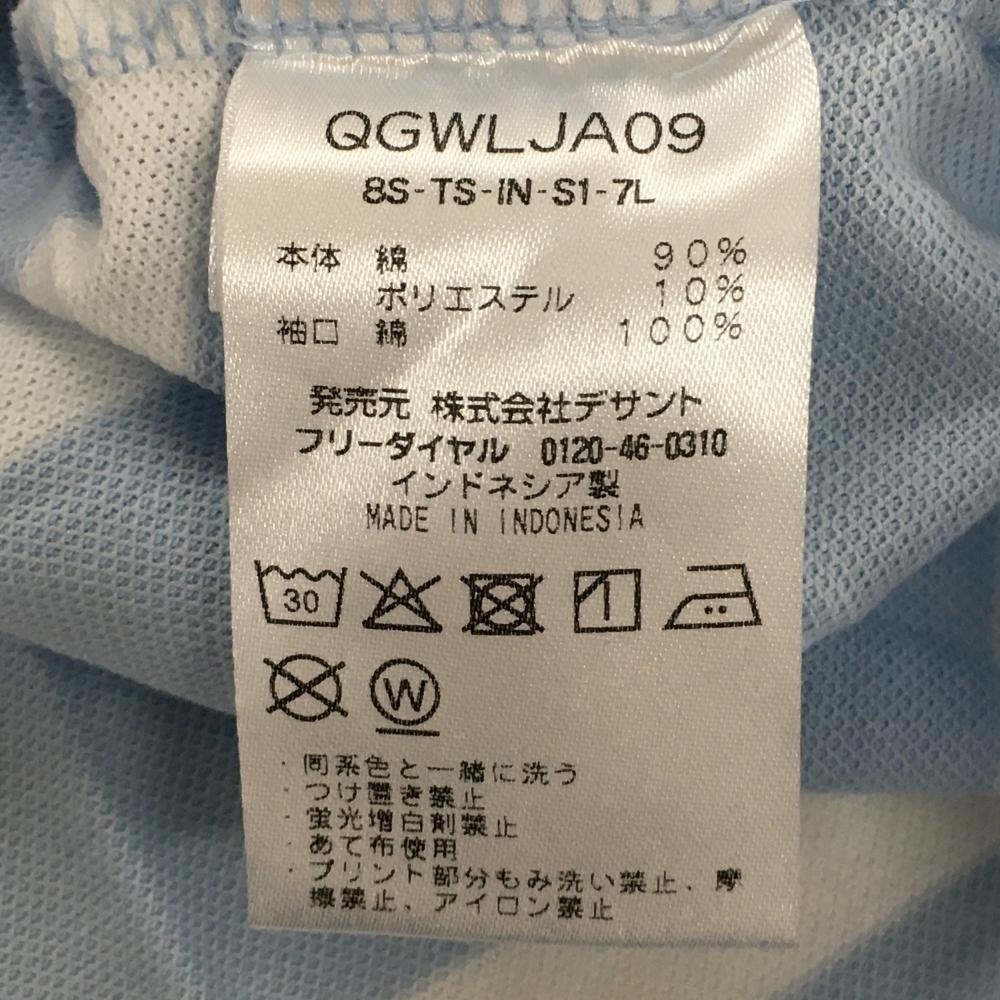 QGWLJA09
8S-TS-IN-S1-7L
本体 綿 90%
ポリエステル 10%
袖口 綿 100%
発売元 株式会社デサント
フリーダイヤル 0120-46-0310
インドネシア製
MADE IN INDONESIA
30
W
・同系色と一緒に洗う
・つけ置き禁止
・蛍光増白剤禁止
・あて布使用
・プリント部分もみ洗い禁止、摩
擦禁止、アイロン禁止